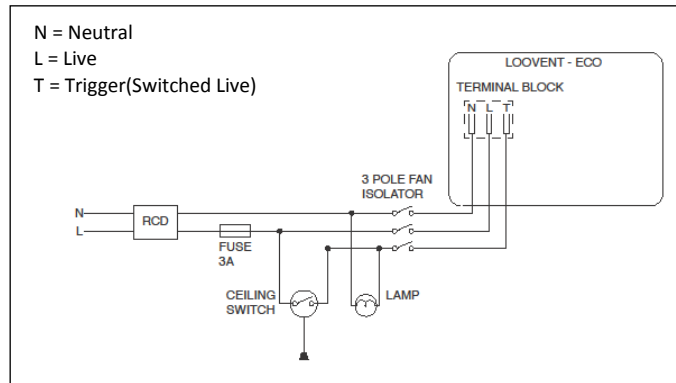 N = Neutral
L = Live
T = Trigger(Switched Live)
LOOVENT - ECO
TERMINAL BLOCK
N L T
3 POLE FAN
ISOLATOR
N
L
RCD
FUSE
3A
CEILING
SWITCH
LAMP